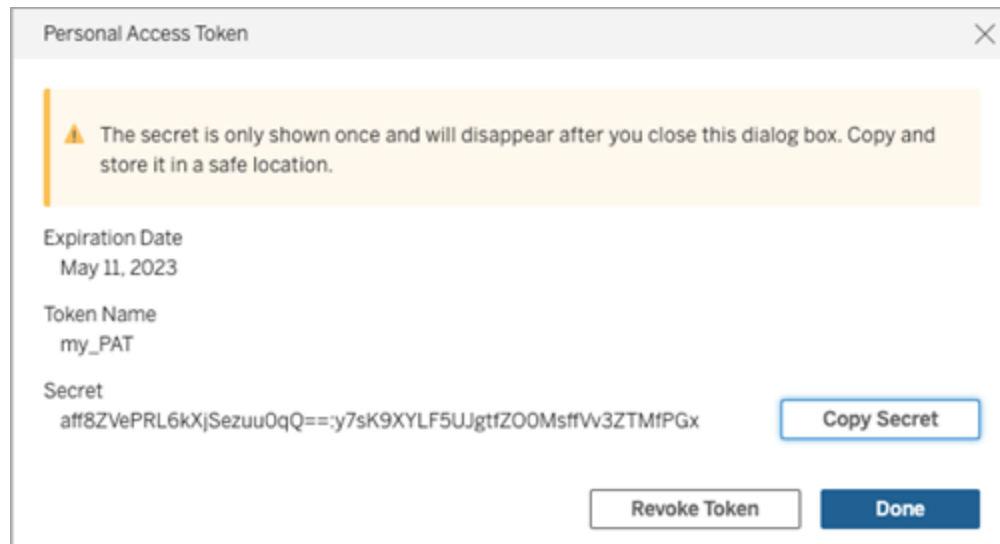 Personal Access Token
The secret is only shown once and will disappear after you close this dialog box. Copy and
store it in a safe location.
Expiration Date
May 11, 2023
Token Name
my_PAT
Secret
aff8ZVePRL6kXjSezuu0qQ==:y7sK9XYLF5UJgtfZO0MsffVv3ZTMfPGx
Copy Secret
Revoke Token
Done